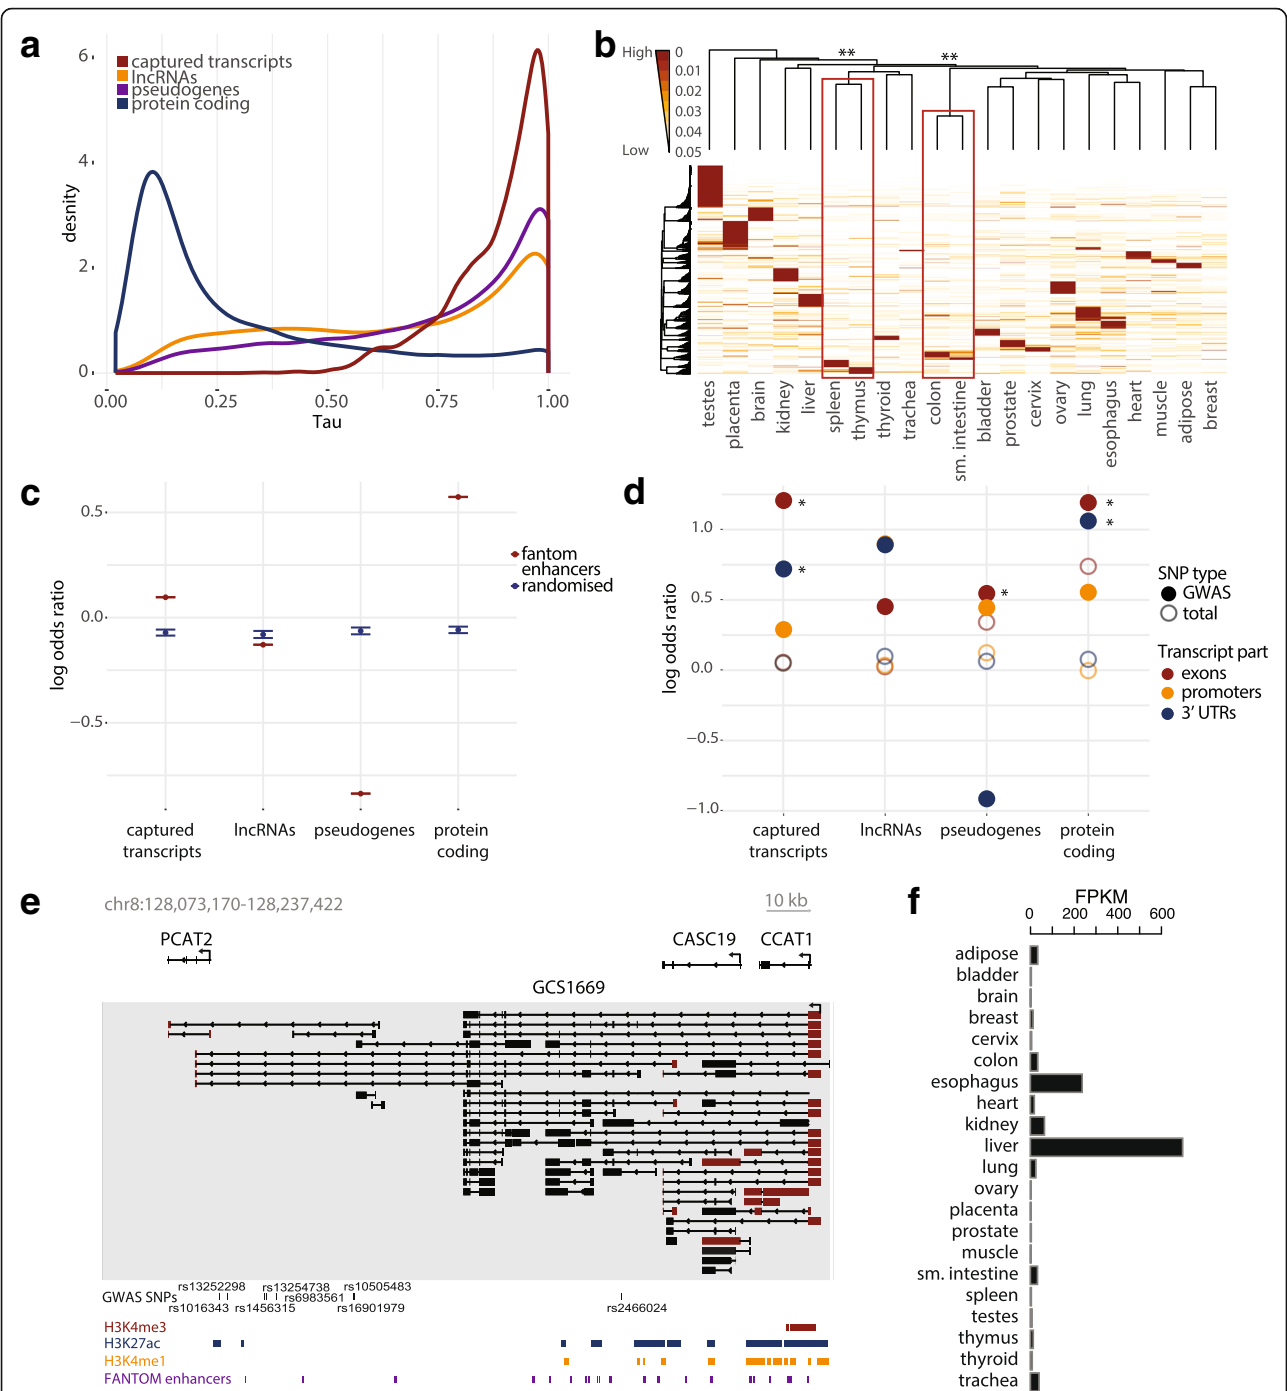 a
6
4
2
0
desnity
captured transcripts
lncRNAs
pseudogenes
protein coding
0.00
0.25
0.50
0.75
1.00
Tau
b
High
Low
0
0.01
0.02
0.03
0.04
0.05
**
**
testes
placenta
brain
kidney
liver
spleen
thymus
thyroid
trachea
colon
sm. intestine
bladder
prostate
cervix
ovary
lung
esophagus
heart
muscle
adipose
breast
c
0.5
0.0
−0.5
log odds ratio
fantom
enhancers
randomised
captured
transcripts
lncRNAs
pseudogenes
protein
coding
d
1.0
0.5
0.0
−0.5
−1.0
log odds ratio
*
*
*
*
*
SNP type
GWAS
total
Transcript part
exons
promoters
3' UTRs
captured
transcripts
lncRNAs
pseudogenes
protein
coding
e
chr8:128,073,170-128,237,422
10 kb
PCAT2
CASC19
CCAT1
GCS1669
GWAS SNPs
rs13252298
rs13254738
rs10505483
rs1016343
rs1456315
rs6983561
rs16901979
rs2466024
H3K4me3
H3K27ac
H3K4me1
FANTOM enhancers
f
FPKM
0
200
400
600
adipose
bladder
brain
breast
cervix
colon
esophagus
heart
kidney
liver
lung
ovary
placenta
prostate
muscle
sm. intestine
spleen
testes
thymus
thyroid
trachea